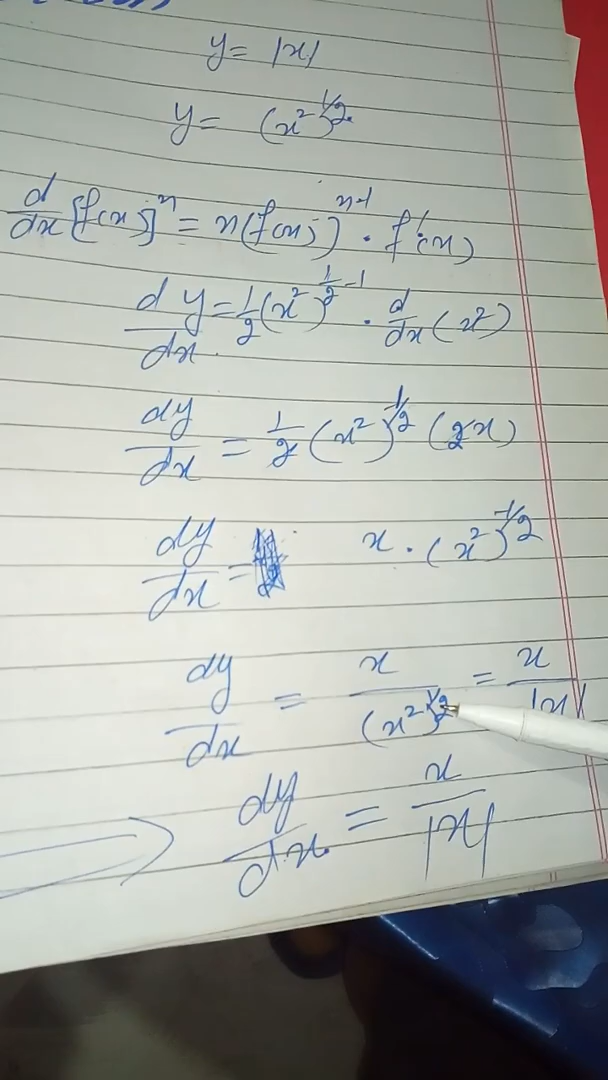 y = |x|
y = (x²)^1/2
d/dx [f(x)]^n = n(f(x))^n-1 · f'(x)
d/dx y = 1/2 (x²)^1/2-1 · d/dx (x²)
dy/dx = 1/2 (x²)^-1/2 (2x)
dy/dx = x · (x²)^-1/2
dy/dx = x/(x²)^1/2 = x/|x|
dy/dx = x/|x|